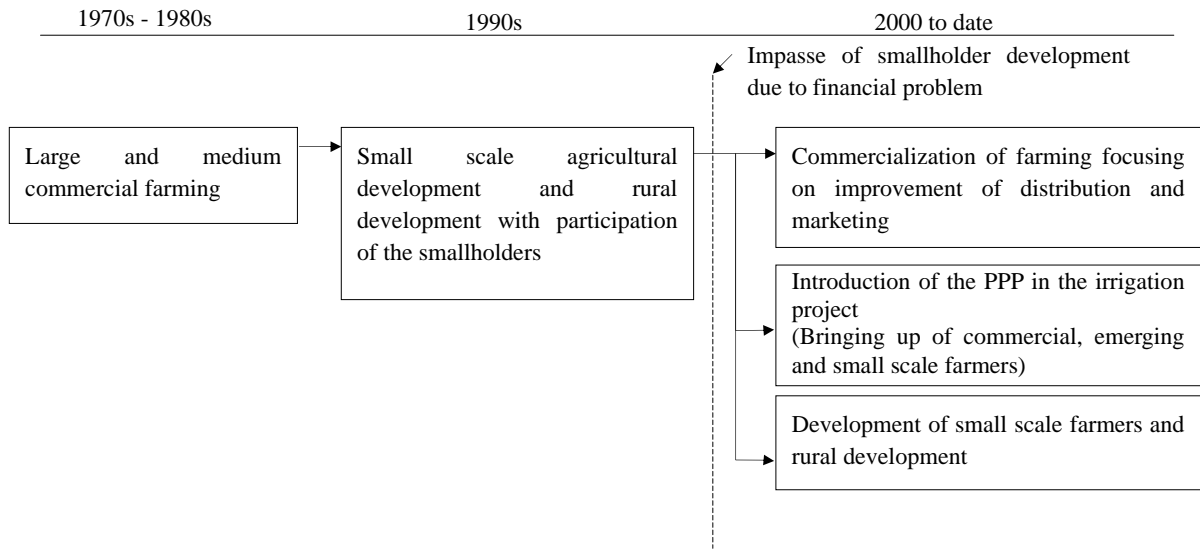 1970s - 1980s
1990s
2000 to date
Impasse of smallholder development
due to financial problem
Large and medium
commercial farming
Small scale agricultural
development and rural
development with participation
of the smallholders
Commercialization of farming focusing
on improvement of distribution and
marketing
Introduction of the PPP in the irrigation
project
(Bringing up of commercial, emerging
and small scale farmers)
Development of small scale farmers and
rural development